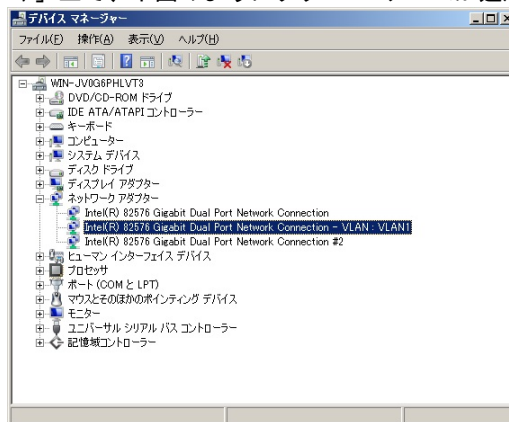 デバイス マネージャー
ファイル(F) 操作(A) 表示(V) ヘルプ(H)
WIN-JV0G6PHLVT3
DVD/CD-ROM ドライブ
IDE ATA/ATAPI コントローラー
キーボード
コンピューター
システム デバイス
ディスク ドライブ
ディスプレイ アダプター
ネットワーク アダプター
Intel(R) 82576 Gigabit Dual Port Network Connection
Intel(R) 82576 Gigabit Dual Port Network Connection - VLAN : VLAN1
Intel(R) 82576 Gigabit Dual Port Network Connection #2
ヒューマン インターフェイス デバイス
プロセッサ
ポート (COM と LPT)
マウスとそのほかのポインティング デバイス
モニター
ユニバーサル シリアル バス コントローラー
記憶域コントローラー